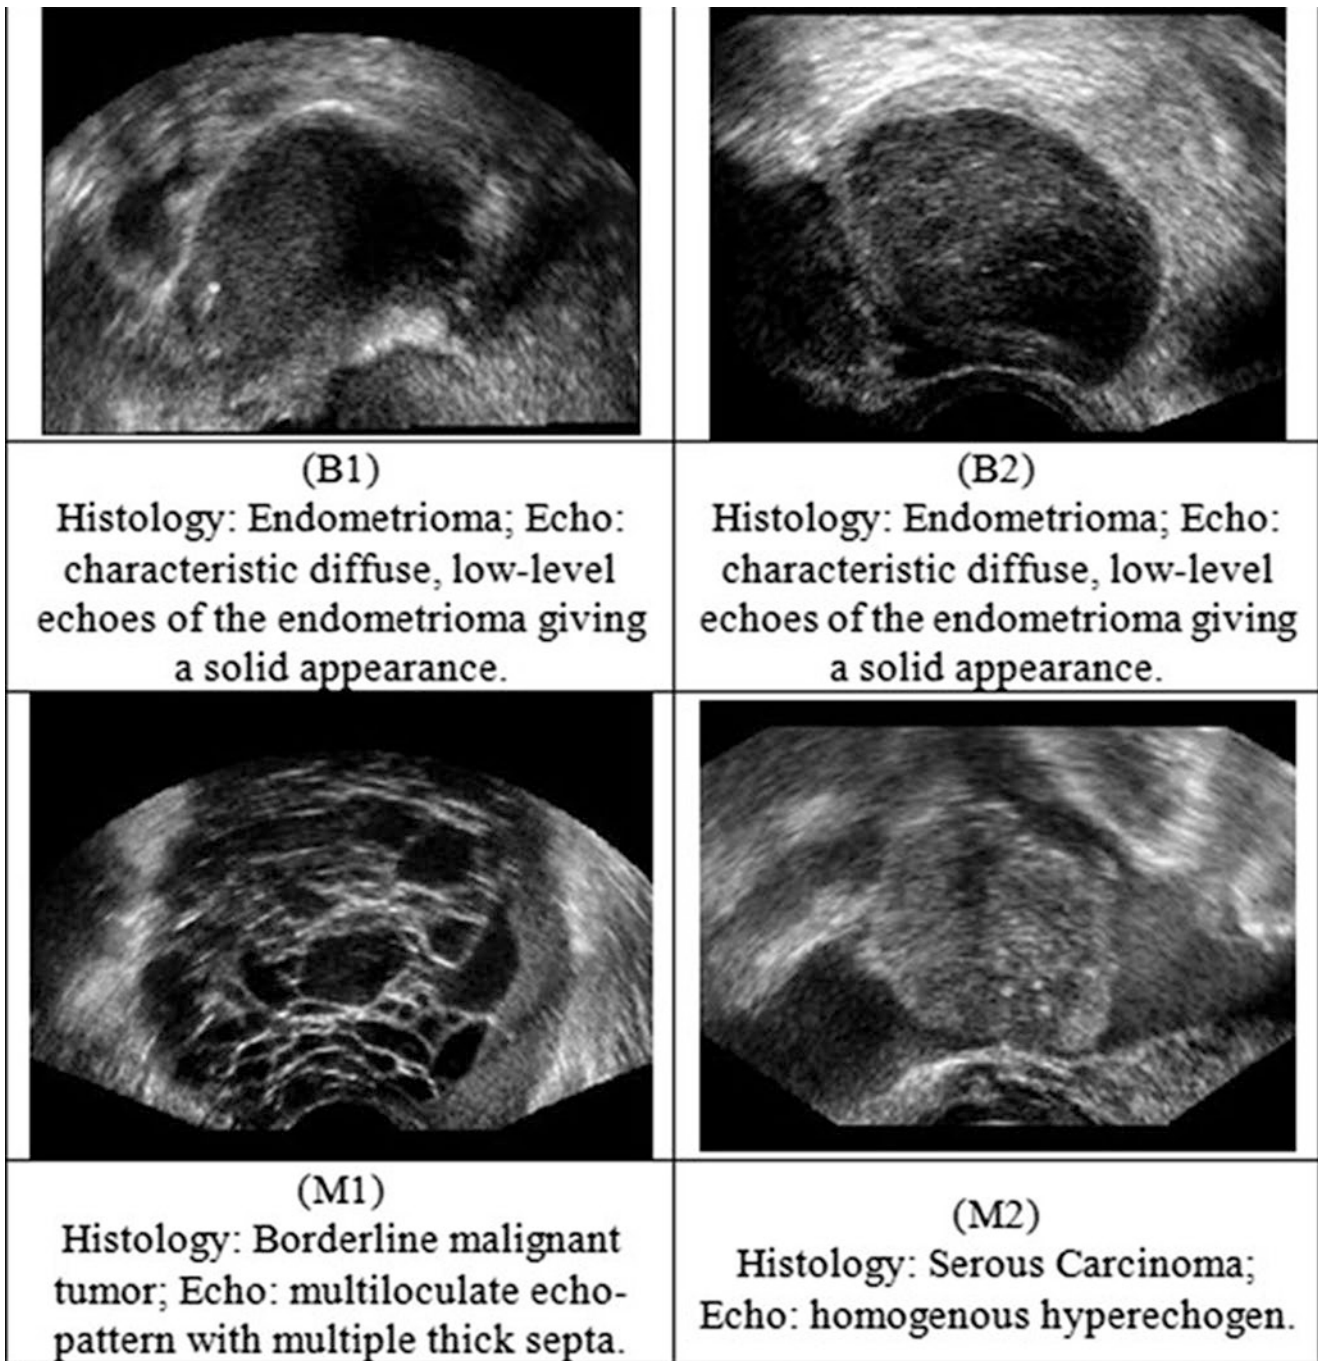 (B1)
Histology: Endometrioma; Echo:
characteristic diffuse, low-level
echoes of the endometrioma giving
a solid appearance.
(B2)
Histology: Endometrioma; Echo:
characteristic diffuse, low-level
echoes of the endometrioma giving
a solid appearance.
(M1)
Histology: Borderline malignant
tumor; Echo: multiloculate echo-
pattern with multiple thick septa.
(M2)
Histology: Serous Carcinoma;
Echo: homogenous hyperechogen.